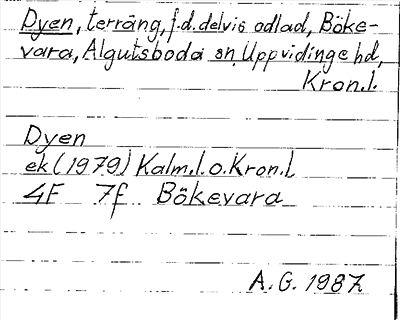 Dyen, terräng, f.d. delvis odlad, Böke-
vara, Algutsboda sn, Uppvidinge hd,
Kron.l.
Dyen
ek (1979) Kalm.l. o. Kron.l.
4F 7f Bökevara
A.G. 1987